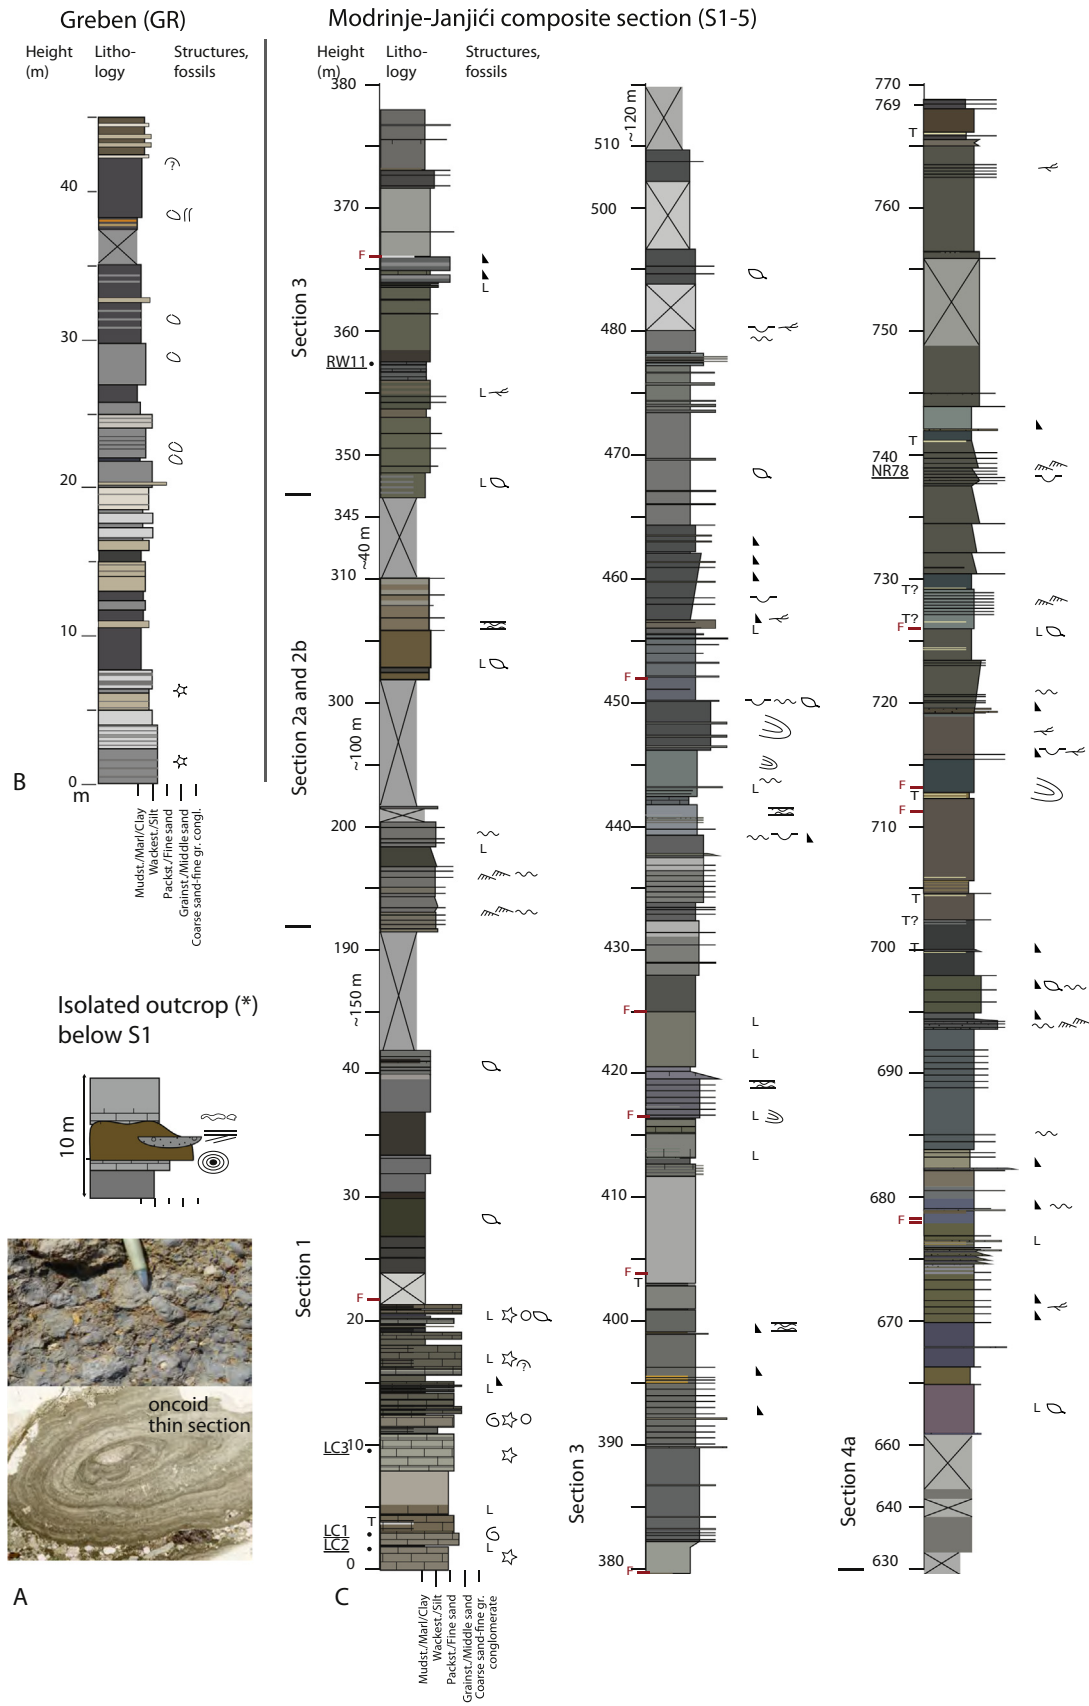 Greben (GR)
Height
(m)
Litho-
logy
Structures,
fossils
40
30
20
10
0
m
?
Mudst./Marl/Clay
Wackest./Silt
Packst./Fine sand
Grainst./Middle sand
Coarse sand-fine gr. congl.
B
Isolated outcrop (*)
below S1
10 m
oncoid
thin section
A
Modrinje-Janjići composite section (S1-5)
Height
(m)
Litho-
logy
Structures,
fossils
380
370
F
L
360
RW11
L
350
L
345
~40 m
310
L
300
~100 m
200
L
190
~150 m
40
30
F
20
L
L
?
L
LC3
10
L
T
LC1
LC2
L
0
Section 3
Section 2a and 2b
Section 1
Mudst./Marl/Clay
Wackest./Silt
Packst./Fine sand
Grainst./Middle sand
Coarse sand-fine gr.
conglomerate
C
~120 m
510
500
480
470
460
L
F
450
L
440
430
F
L
L
420
F
L
L
410
F
T
400
390
380
F
Section 3
770
769
T
760
750
T
740
NR78
730
T?
T?
F
L
720
F
T
F
710
T
T?
T
700
690
680
F
L
670
L
660
640
630
Section 4a